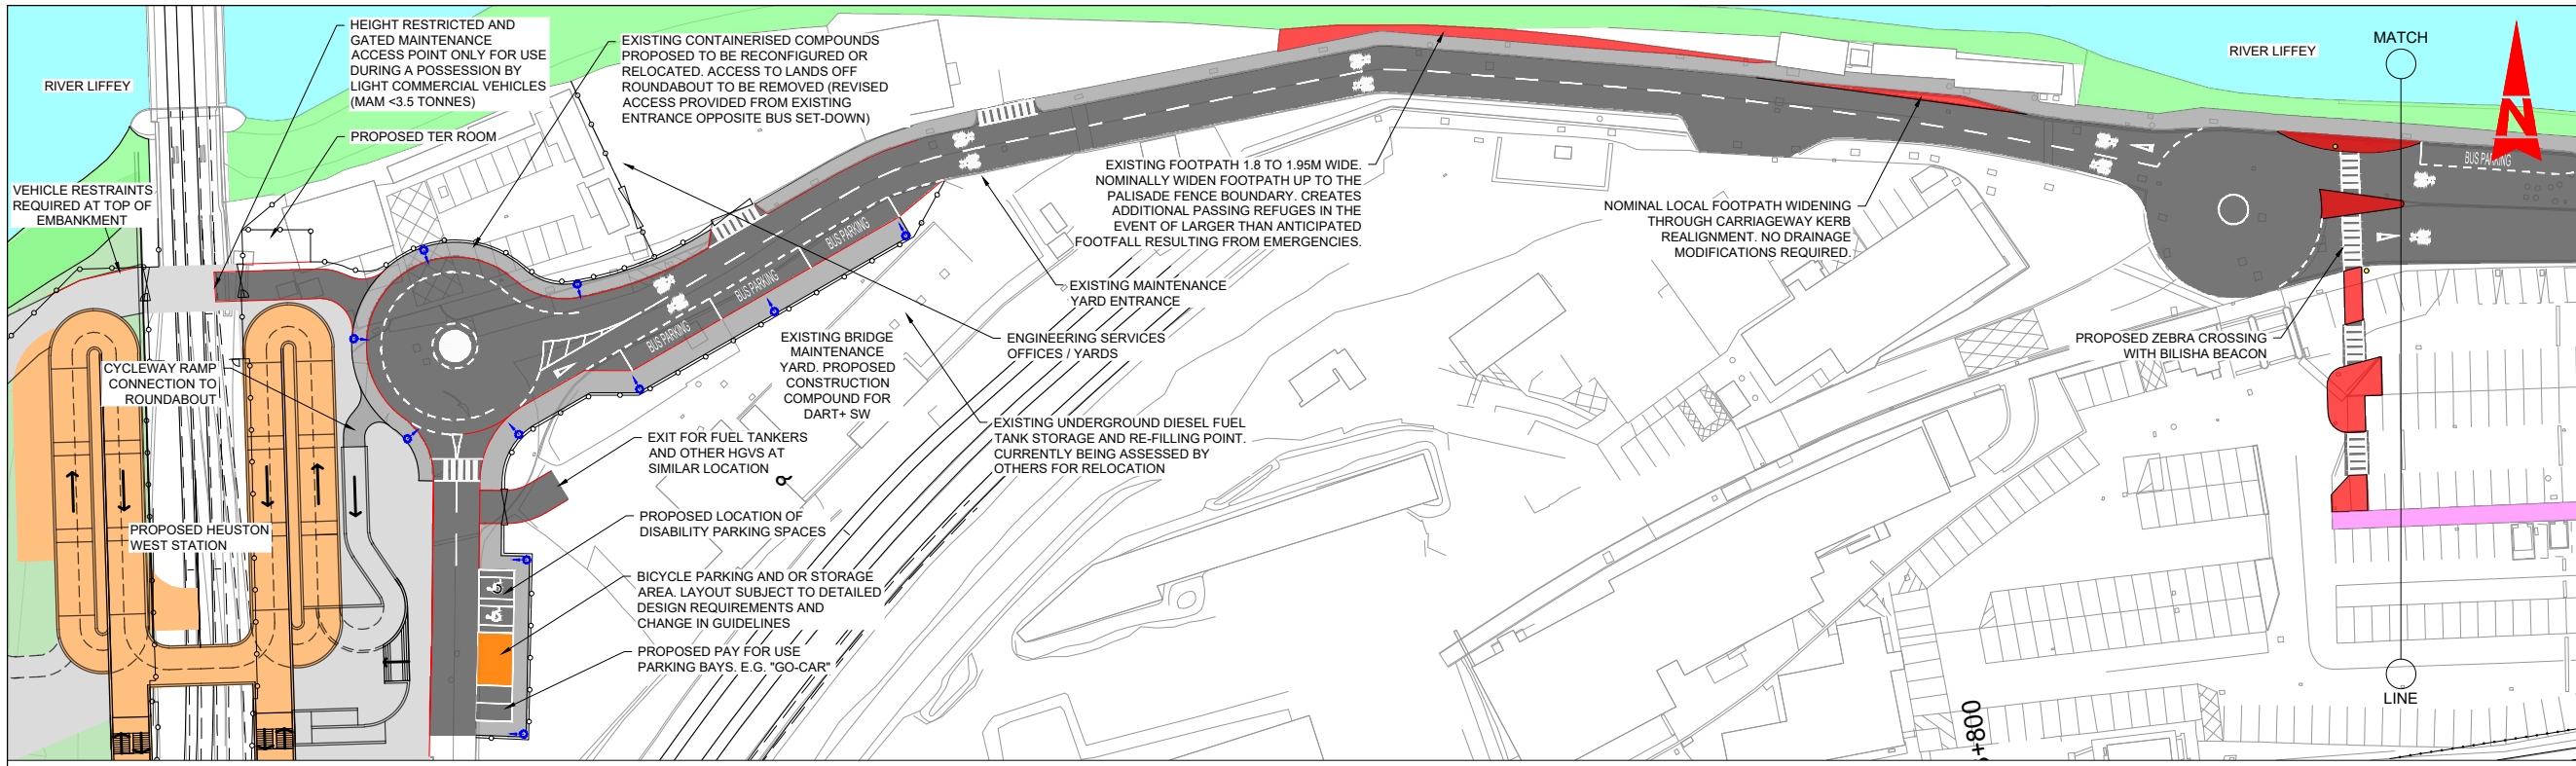 RIVER LIFFEY
HEIGHT RESTRICTED AND
GATED MAINTENANCE
ACCESS POINT ONLY FOR USE
DURING A POSSESSION BY
LIGHT COMMERCIAL VEHICLES
(MAM <3.5 TONNES)
PROPOSED TER ROOM
VEHICLE RESTRAINTS
REQUIRED AT TOP OF
EMBANKMENT
EXISTING CONTAINERISED COMPOUNDS
PROPOSED TO BE RECONFIGURED OR
RELOCATED. ACCESS TO LANDS OFF
ROUNDABOUT TO BE REMOVED (REVISED
ACCESS PROVIDED FROM EXISTING
ENTRANCE OPPOSITE BUS SET-DOWN)
EXISTING FOOTPATH 1.8 TO 1.95M WIDE.
NOMINALLY WIDEN FOOTPATH UP TO THE
PALISADE FENCE BOUNDARY. CREATES
ADDITIONAL PASSING REFUGES IN THE
EVENT OF LARGER THAN ANTICIPATED
FOOTFALL RESULTING FROM EMERGENCIES.
NOMINAL LOCAL FOOTPATH WIDENING
THROUGH CARRIAGEWAY KERB
REALIGNMENT. NO DRAINAGE
MODIFICATIONS REQUIRED.
RIVER LIFFEY
MATCH
N
BUS PARKING
BUS PARKING
BUS PARKING
BUS PARKING
EXISTING MAINTENANCE
YARD ENTRANCE
ENGINEERING SERVICES
OFFICES / YARDS
EXISTING BRIDGE
MAINTENANCE
YARD. PROPOSED
CONSTRUCTION
COMPOUND FOR
DART+ SW
PROPOSED ZEBRA CROSSING
WITH BILISHA BEACON
CYCLEWAY RAMP
CONNECTION TO
ROUNDABOUT
EXISTING UNDERGROUND DIESEL FUEL
TANK STORAGE AND RE-FILLING POINT.
CURRENTLY BEING ASSESSED BY
OTHERS FOR RELOCATION
EXIT FOR FUEL TANKERS
AND OTHER HGVS AT
SIMILAR LOCATION
PROPOSED HEUSTON
WEST STATION
PROPOSED LOCATION OF
DISABILITY PARKING SPACES
BICYCLE PARKING AND OR STORAGE
AREA. LAYOUT SUBJECT TO DETAILED
DESIGN REQUIREMENTS AND
CHANGE IN GUIDELINES
PROPOSED PAY FOR USE
PARKING BAYS. E.G. "GO-CAR"
LINE
+800